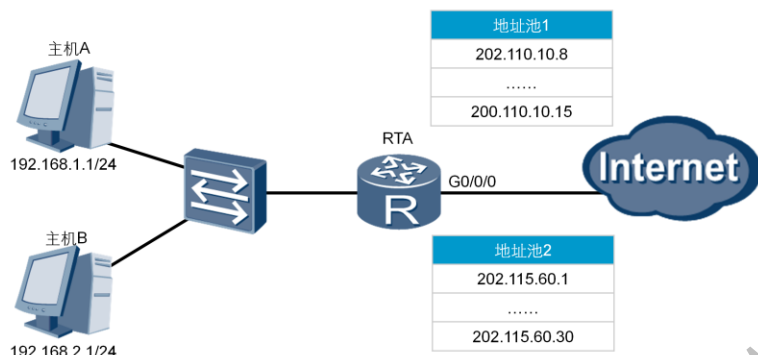 主机A
192.168.1.1/24
主机B
192.168.2.1/24
RTA
R
G0/0/0
地址池1
202.110.10.8
……
200.110.10.15
Internet
地址池2
202.115.60.1
……
202.115.60.30